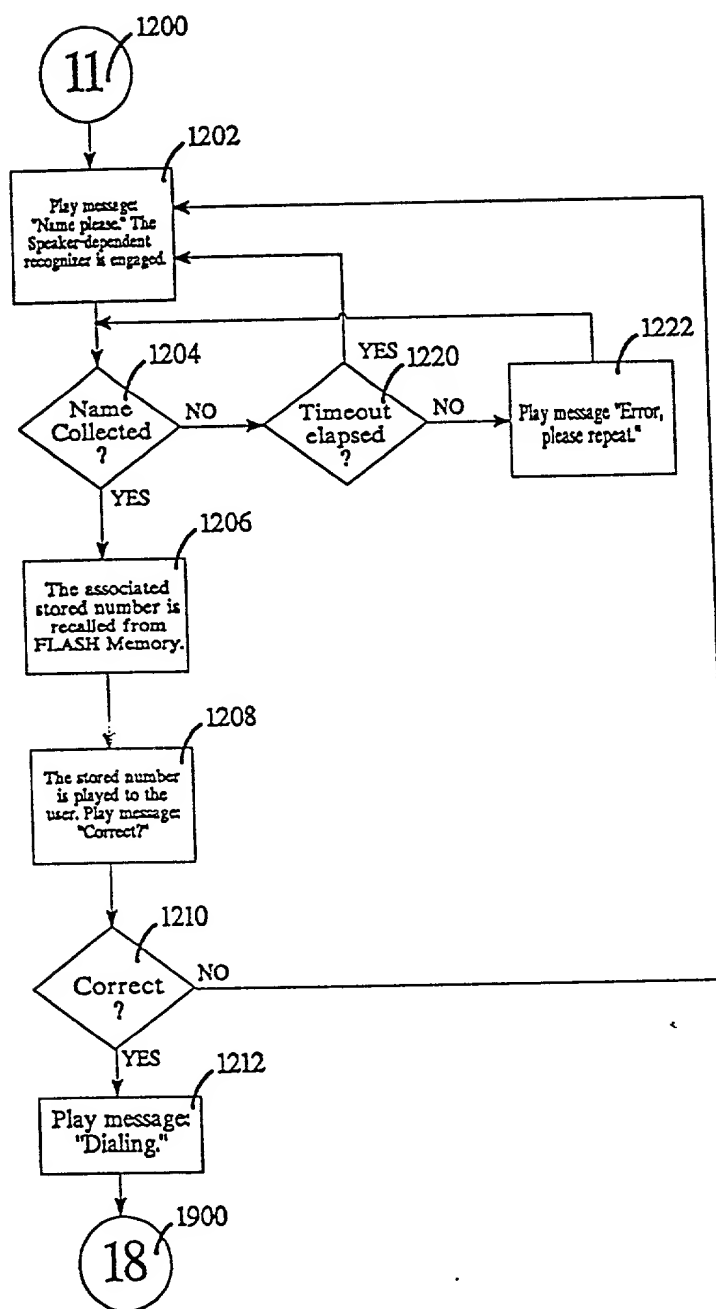 1200
11
1202
Play message:
"Name please." The
Speaker-dependent
recognizer is engaged.
1204
Name
Collected
?
NO
YES
1220
Timeout
elapsed
?
YES
NO
1222
Play message "Error,
please repeat."
1206
The associated
stored number is
recalled from
FLASH Memory.
1208
The stored number
is played to the
user. Play message:
"Correct?"
1210
Correct
?
NO
YES
1212
Play message:
"Dialing."
1900
18